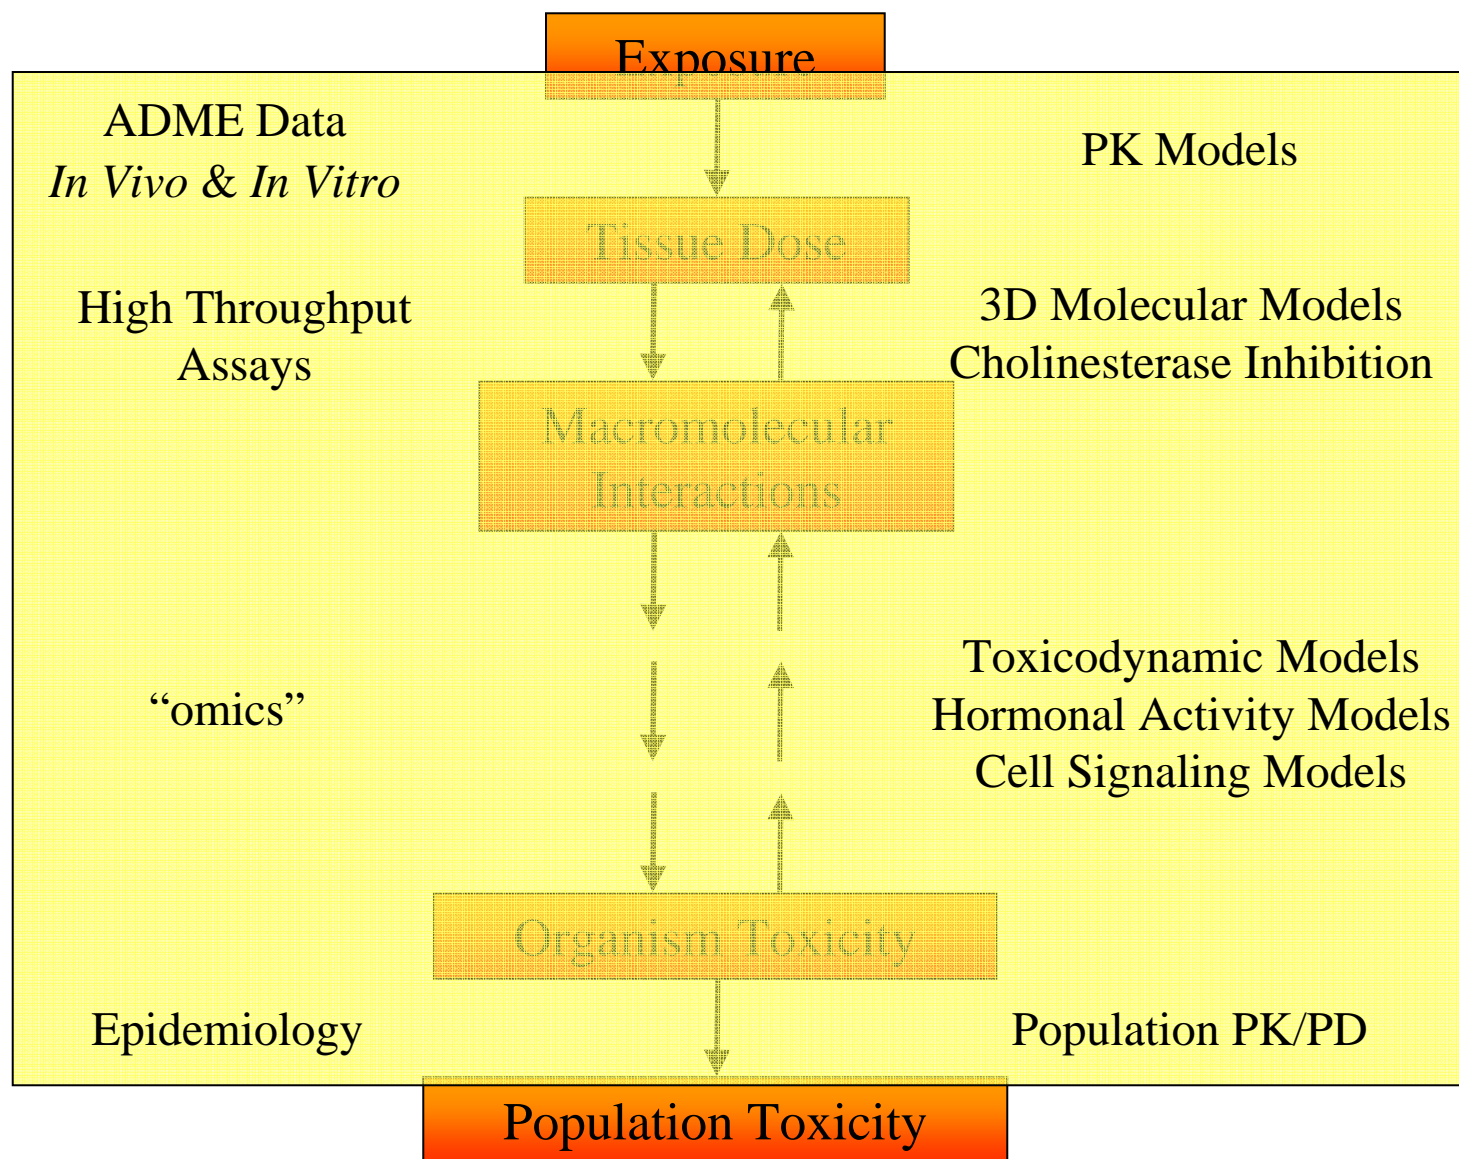 Exposure
ADME Data
In Vivo & In Vitro
PK Models
Tissue Dose
High Throughput
Assays
3D Molecular Models
Cholinesterase Inhibition
Macromolecular
Interactions
“omics”
Toxicodynamic Models
Hormonal Activity Models
Cell Signaling Models
Organism Toxicity
Epidemiology
Population PK/PD
Population Toxicity